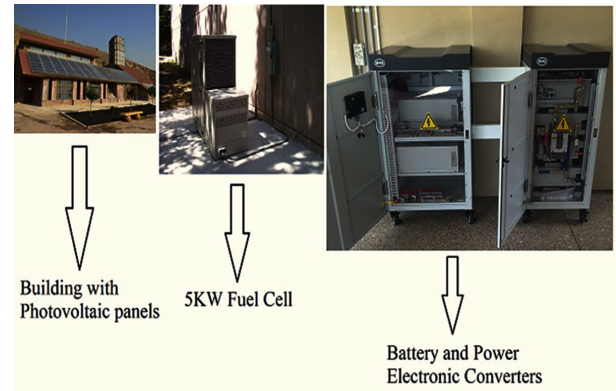 Building with
Photovoltaic panels
5KW Fuel Cell
Battery and Power
Electronic Converters